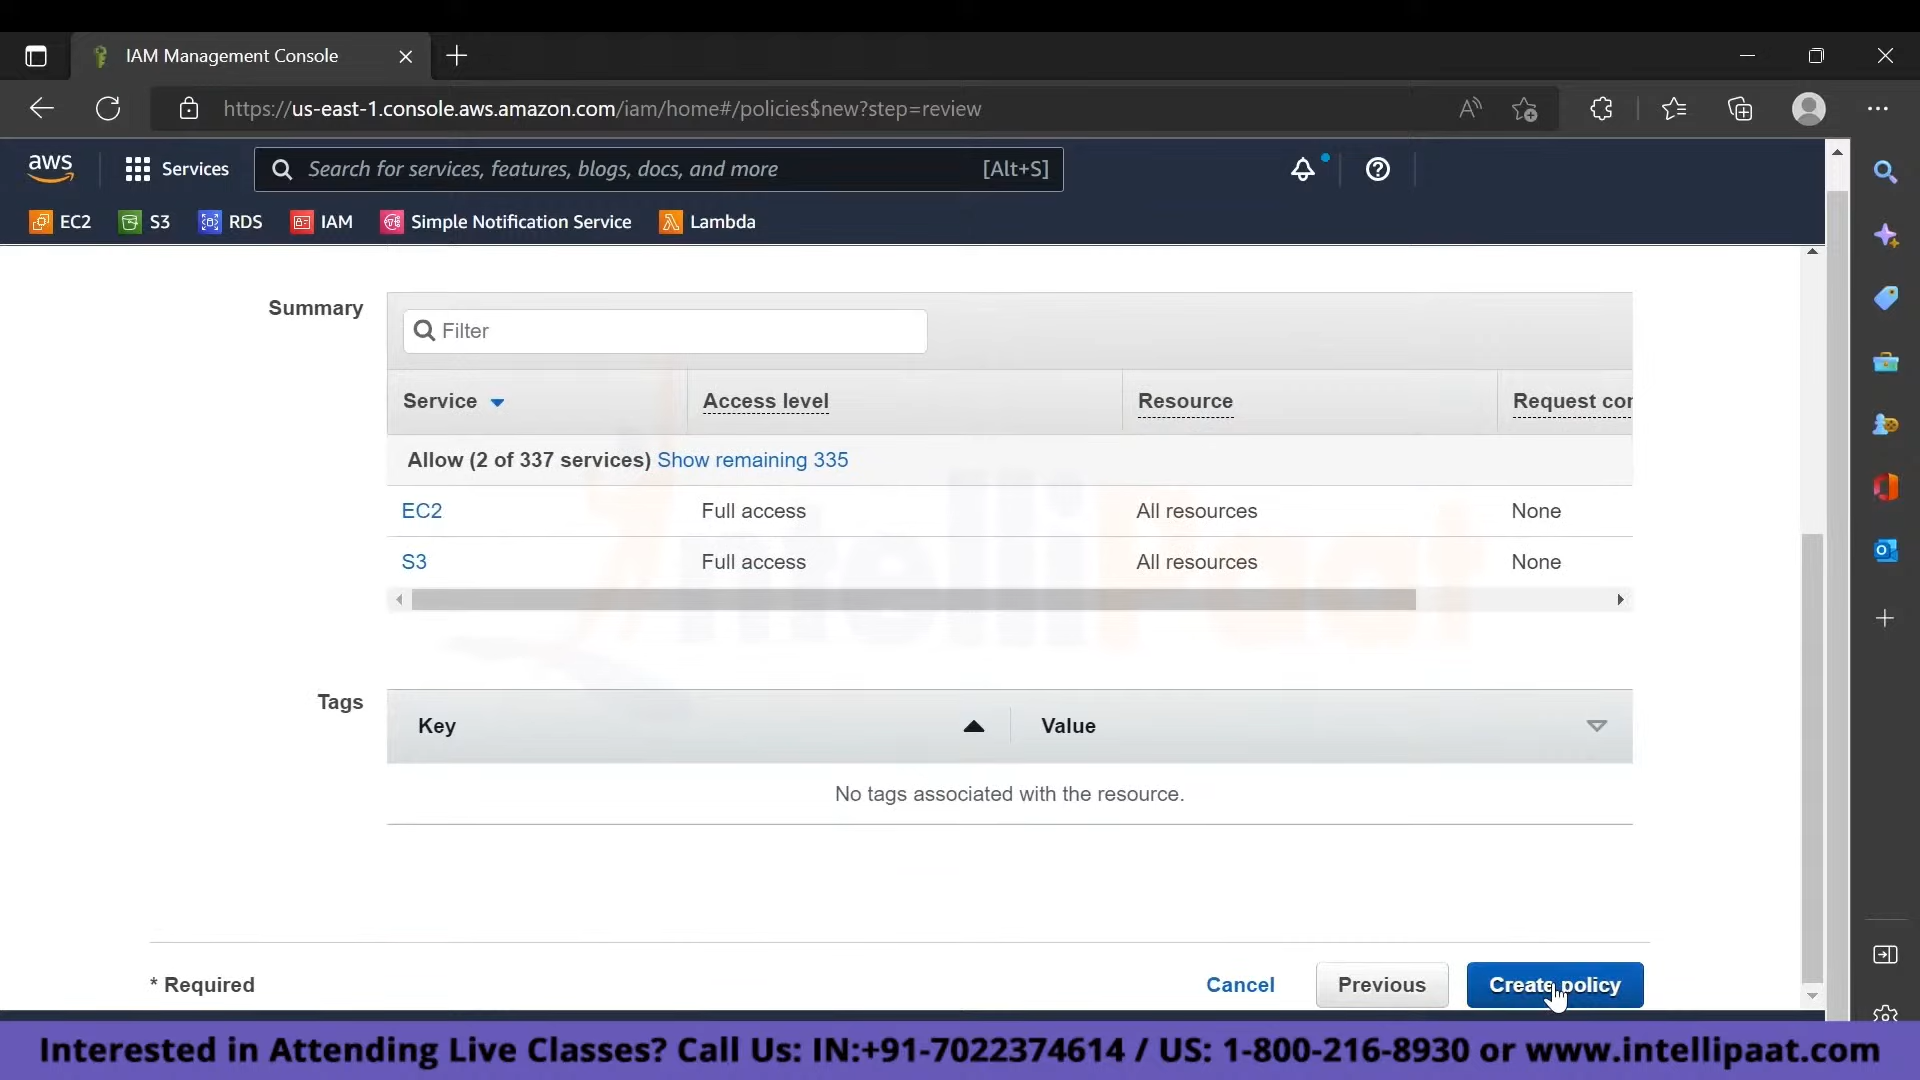 IAM Management Console
https://us-east-1.console.aws.amazon.com/iam/home#/policies$new?step=review
aws Services Search for services, features, blogs, docs, and more [Alt+S]
EC2 S3 RDS IAM Simple Notification Service Lambda
Summary
Filter
Service Access level Resource Request cor
Allow (2 of 337 services) Show remaining 335
EC2 Full access All resources None
S3 Full access All resources None
intelliPaat
Tags
Key Value
No tags associated with the resource.
* Required Cancel Previous Create policy
Interested in Attending Live Classes? Call Us: IN:+91-7022374614 / US: 1-800-216-8930 or www.intellipaat.com